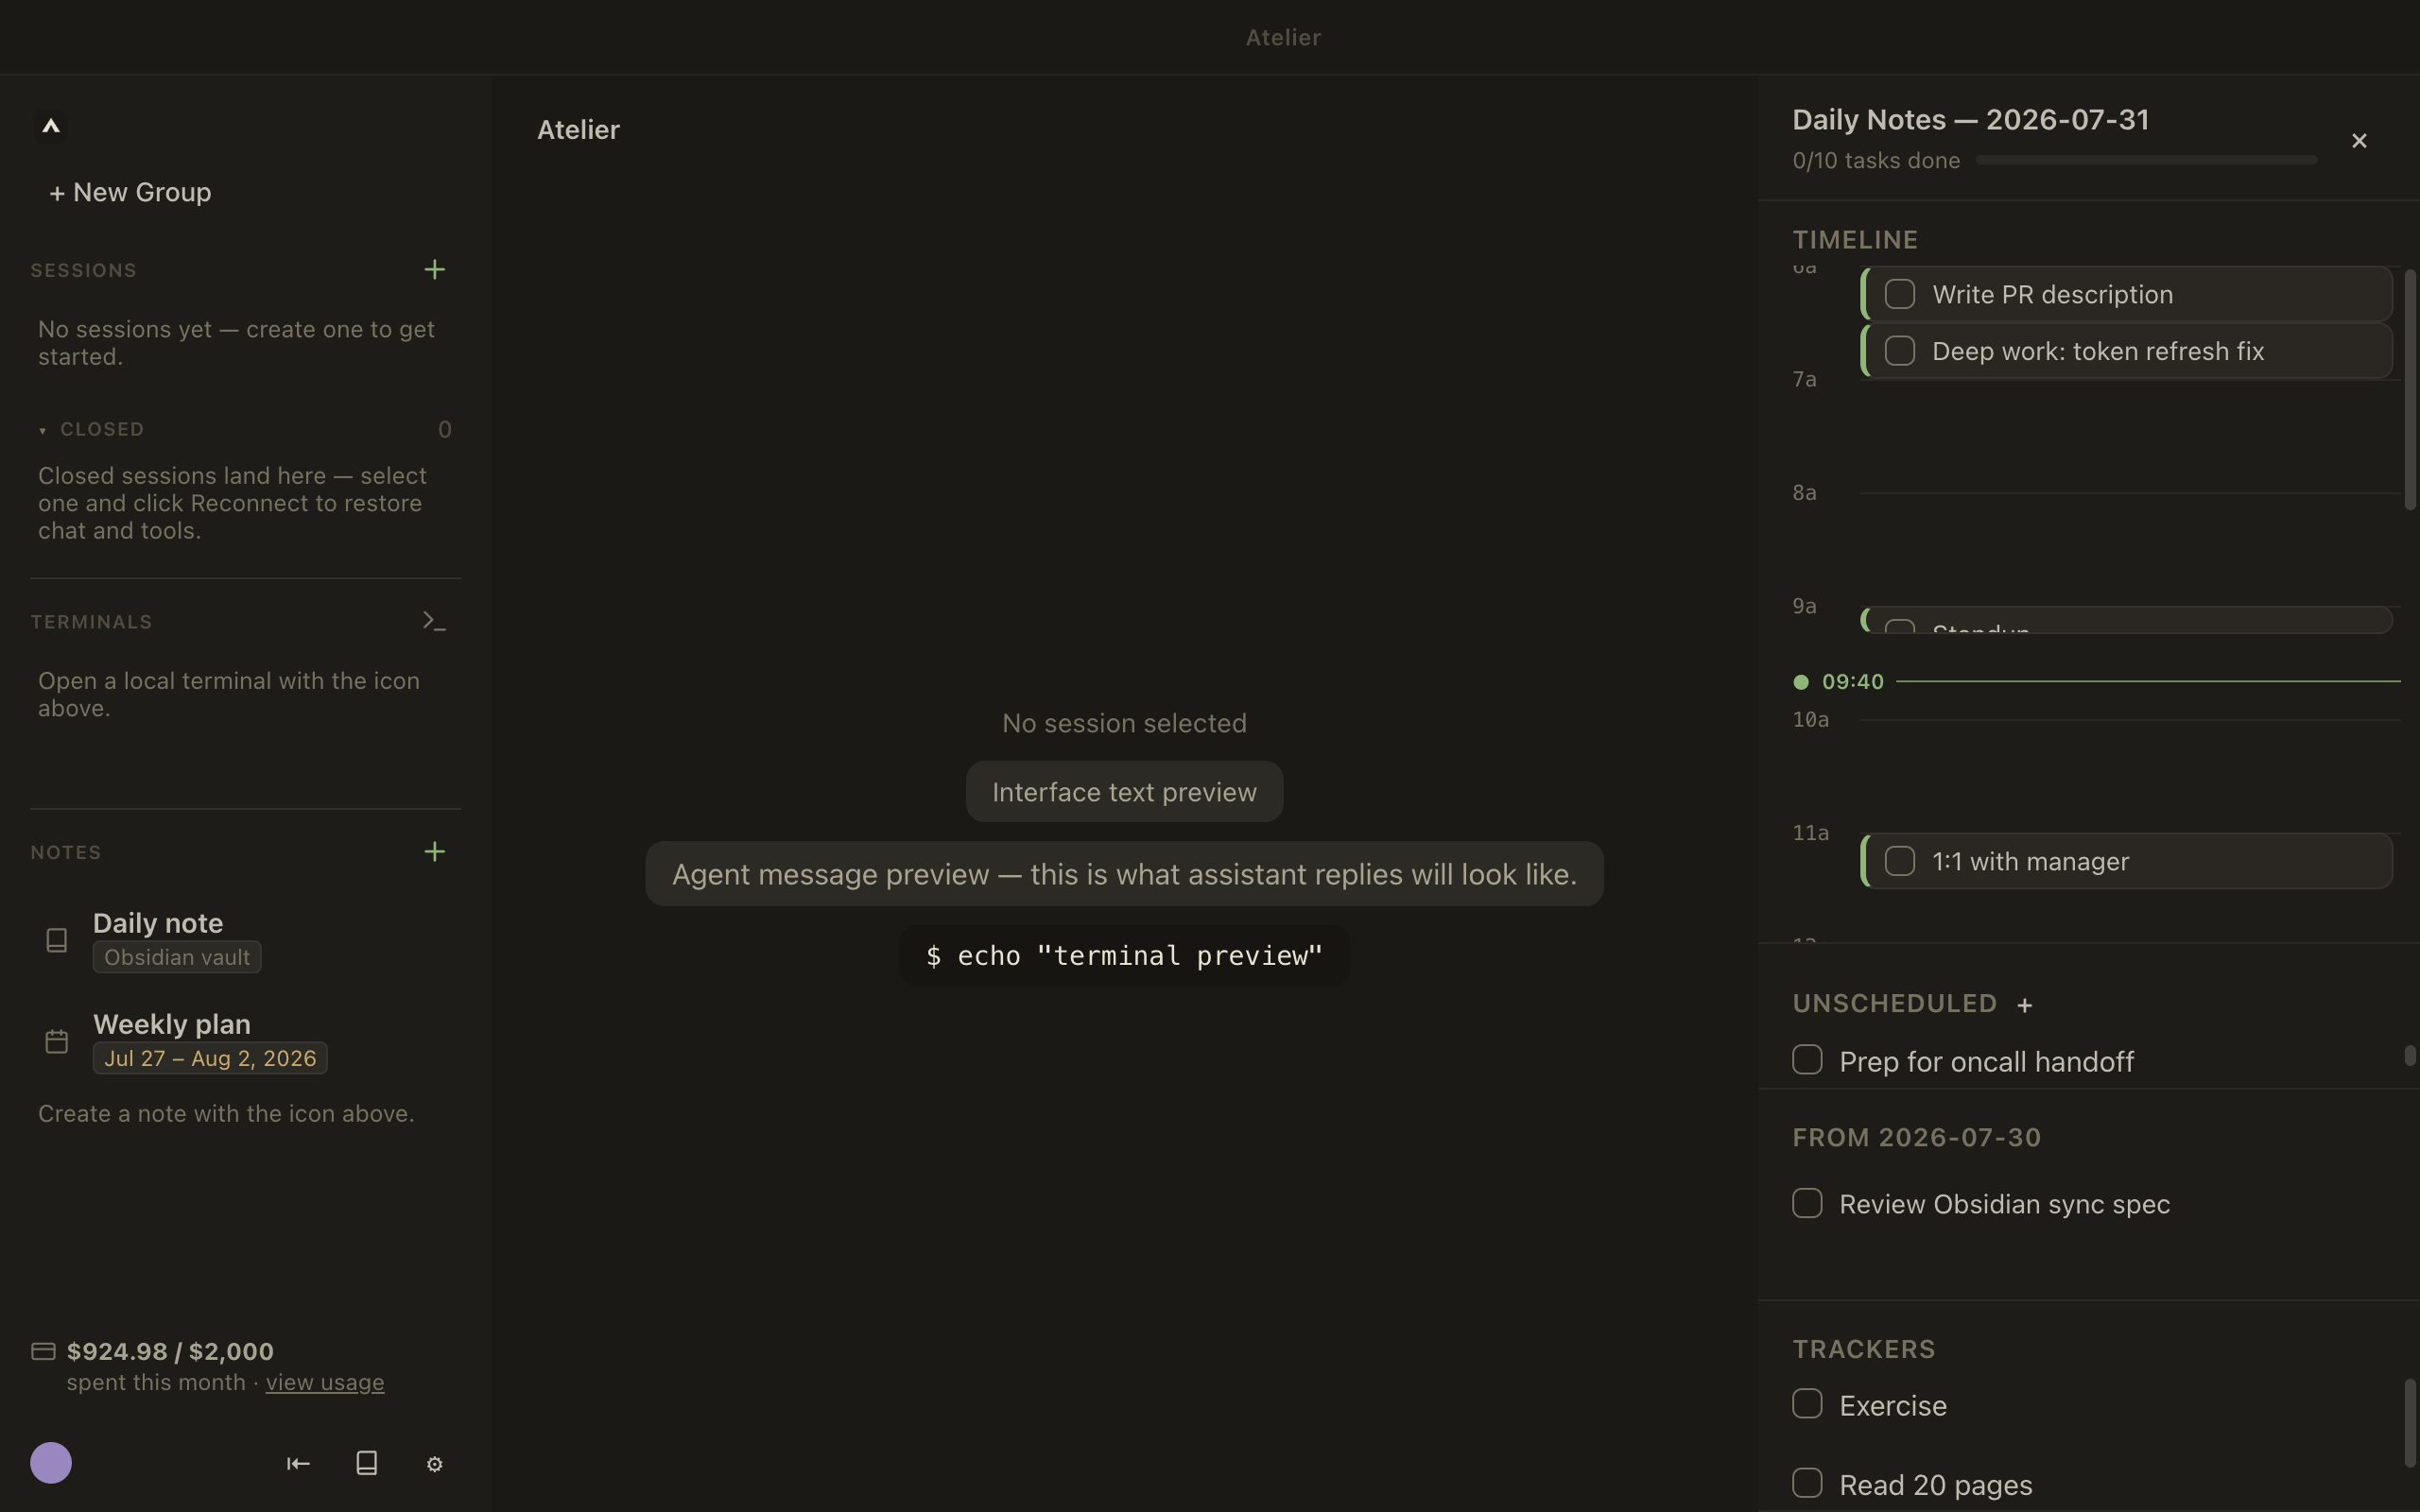 Atelier
+ New Group
SESSIONS
No sessions yet — create one to get
started.
CLOSED 0
Closed sessions land here — select
one and click Reconnect to restore
chat and tools.
TERMINALS
Open a local terminal with the icon
above.
NOTES
Daily note
Obsidian vault
Weekly plan
Jul 27 – Aug 2, 2026
Create a note with the icon above.
$924.98 / $2,000
spent this month · view usage
Atelier
No session selected
Interface text preview
Agent message preview — this is what assistant replies will look like.
$ echo "terminal preview"
Daily Notes — 2026-07-31
0/10 tasks done
TIMELINE
6a
Write PR description
Deep work: token refresh fix
7a
8a
9a
Standup
09:40
10a
11a
1:1 with manager
UNSCHEDULED +
Prep for oncall handoff
FROM 2026-07-30
Review Obsidian sync spec
TRACKERS
Exercise
Read 20 pages